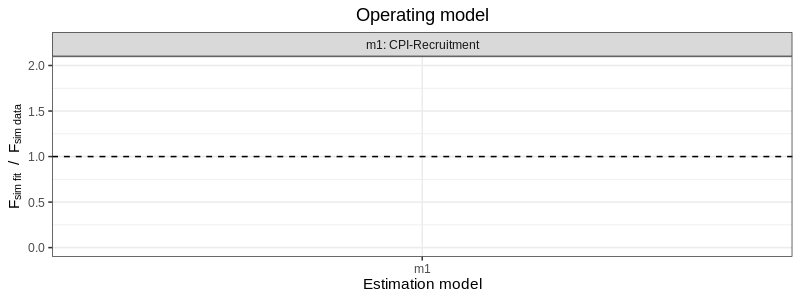 Operating model
m1: CPI-Recruitment
2.0
1.5
1.0
0.5
0.0
Fsim fit / Fsim data
m1
Estimation model